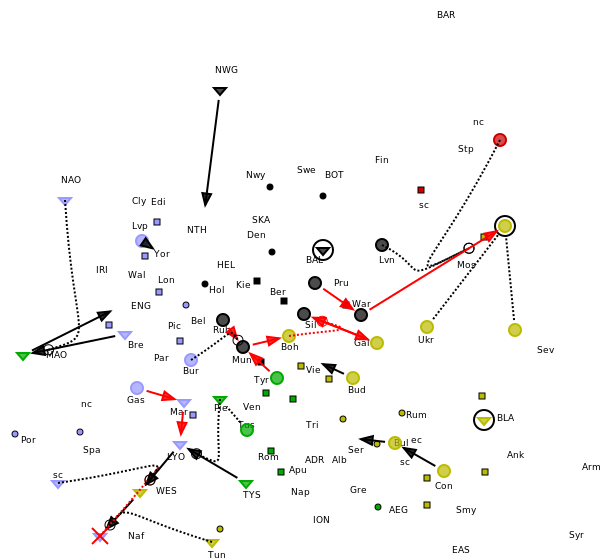 BAR
NWG
nc
Fin
Stp
Swe
BOT
Nwy
NAO
sc
Cly
Edi
SKA
Lvp
NTH
Den
Yor
BAL
Lvn
Mos
IRI
Wal
HEL
Lon
Kie
Pru
Hol
Ber
ENG
War
Bel
Pic
Ruh
Sil
Ukr
MAO
Bre
Gal
Boh
Sev
Par
Mun
Bur
Vie
Tyr
Bud
Gas
nc
Mar
Pie
Ven
Rum
BLA
Tus
Tri
Por
Bul
ec
Spa
Ser
LYO
Rom
ADR
Alb
sc
Ank
Apu
Arm
sc
Con
WES
TYS
Nap
Gre
AEG
Smy
ION
Naf
Syr
Tun
EAS